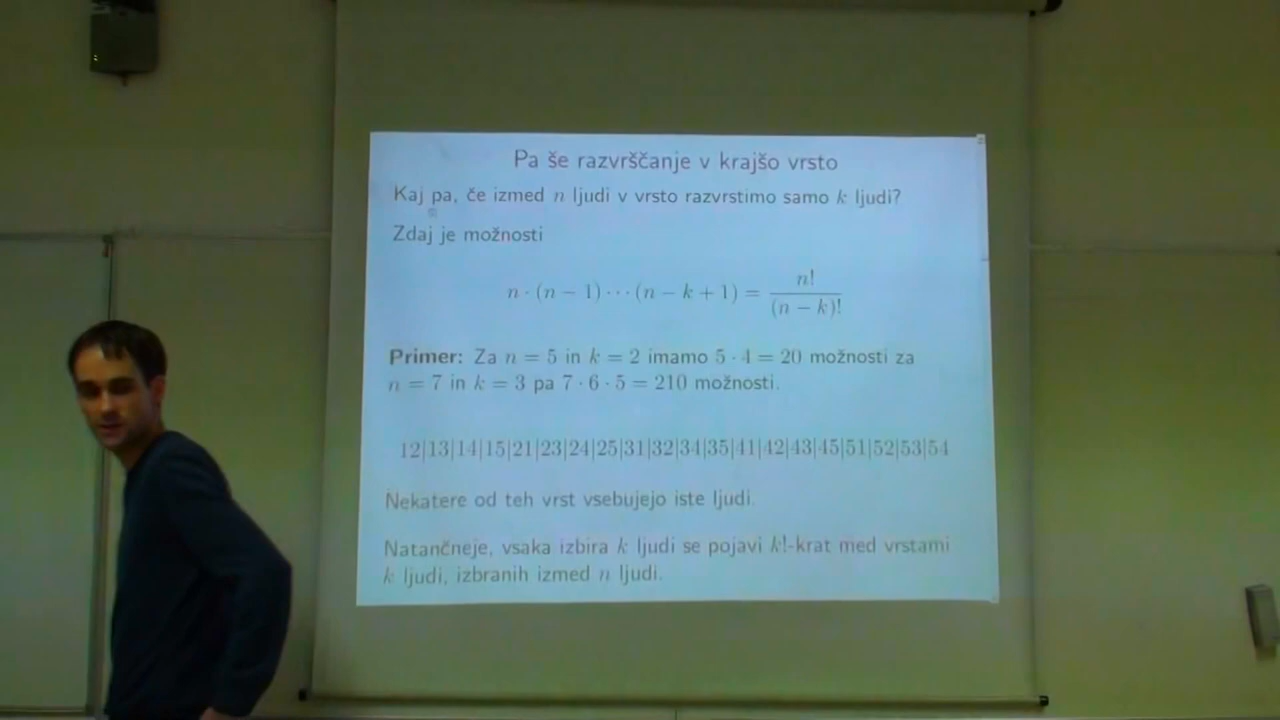 Pa še razvrščanje v krajšo vrsto
Kaj pa, če izmed n ljudi v vrsto razvrstimo samo k ljudi?
Zdaj je možnosti
n · (n − 1) ⋯ (n − k + 1) = n! / (n − k)!
Primer: Za n = 5 in k = 2 imamo 5 · 4 = 20 možnosti za
n = 7 in k = 3 pa 7 · 6 · 5 = 210 možnosti.
12|13|14|15|21|23|24|25|31|32|34|35|41|42|43|45|51|52|53|54
Nekatere od teh vrst vsebujejo iste ljudi.
Natančneje, vsaka izbira k ljudi se pojavi k!-krat med vrstami
k ljudi, izbranih izmed n ljudi.